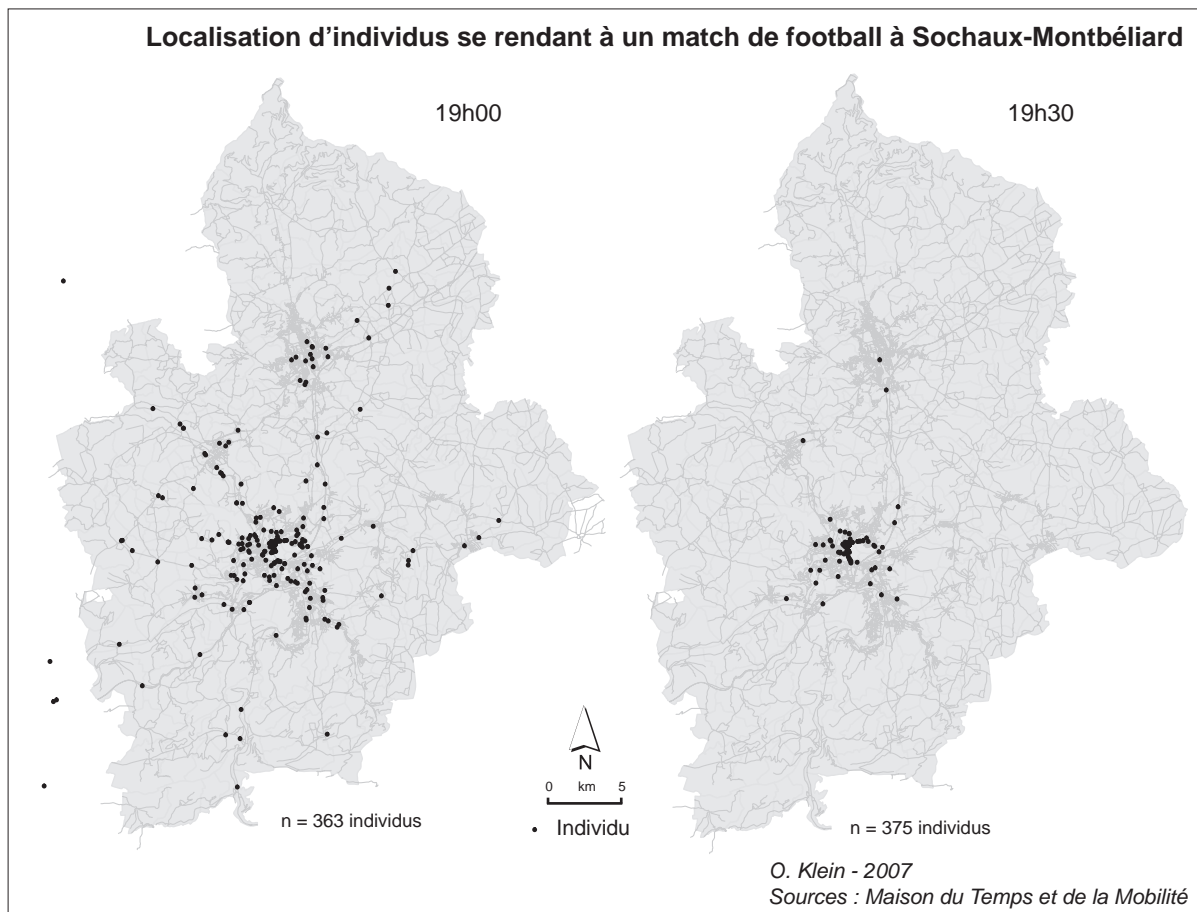 Localisation d'individus se rendant à un match de football à Sochaux-Montbéliard
19h00
19h30
N
0 km 5
Individu
n = 363 individus
n = 375 individus
O. Klein - 2007
Sources : Maison du Temps et de la Mobilité